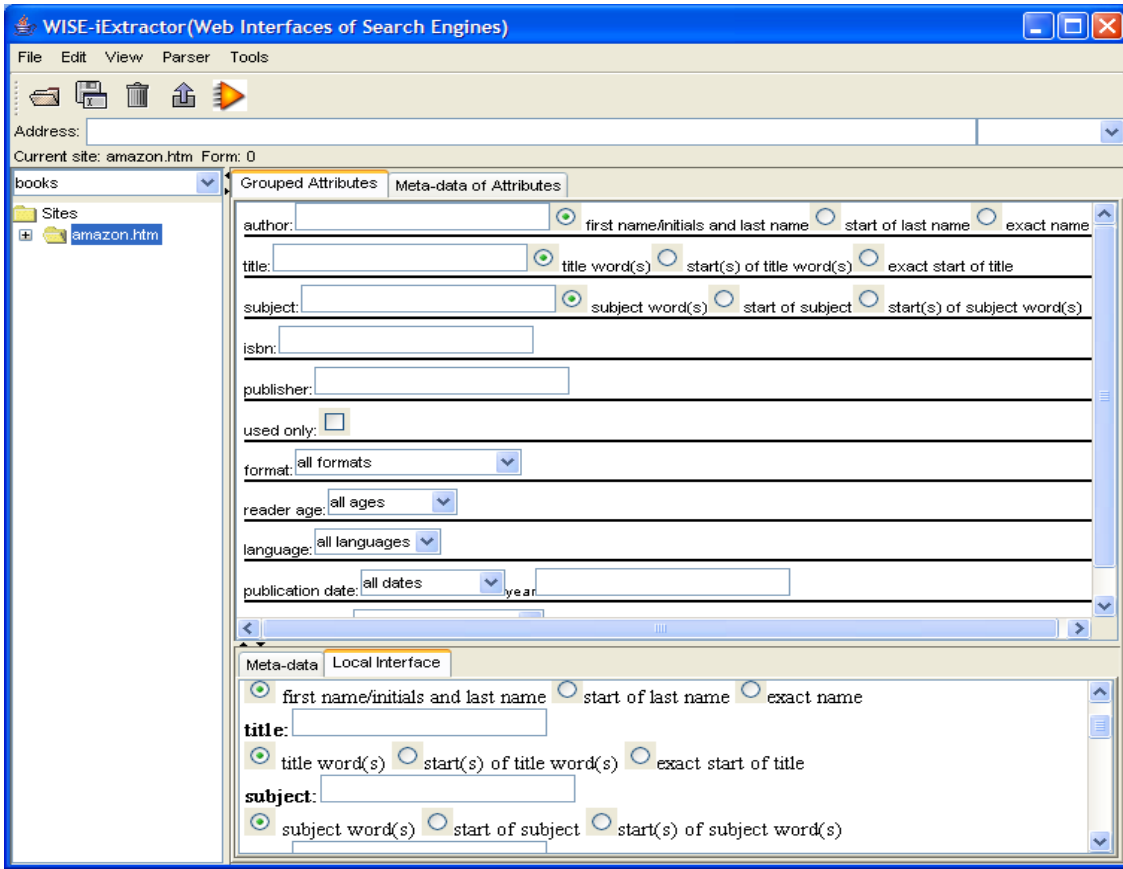 WISE-iExtractor(Web Interfaces of Search Engines)
File Edit View Parser Tools
Address:
Current site: amazon.htm Form: 0
books
Sites
amazon.htm
Grouped Attributes Meta-data of Attributes
author: first name/initials and last name start of last name exact name
title: title word(s) start(s) of title word(s) exact start of title
subject: subject word(s) start of subject start(s) of subject word(s)
isbn:
publisher:
used only:
format: all formats
reader age: all ages
language: all languages
publication date: all dates year
Meta-data Local Interface
first name/initials and last name start of last name exact name
title:
title word(s) start(s) of title word(s) exact start of title
subject:
subject word(s) start of subject start(s) of subject word(s)